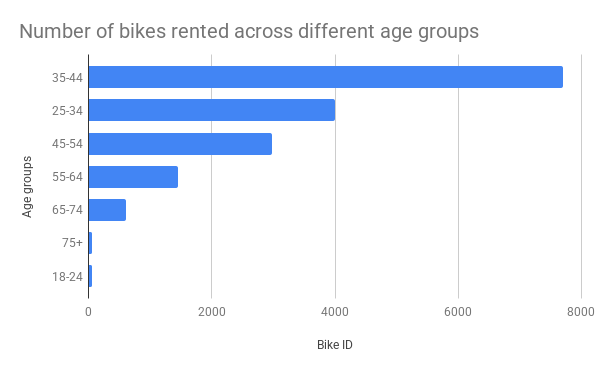 Number of bikes rented across different age groups
Age groups
35-44
25-34
45-54
55-64
65-74
75+
18-24
0 2000 4000 6000 8000
Bike ID